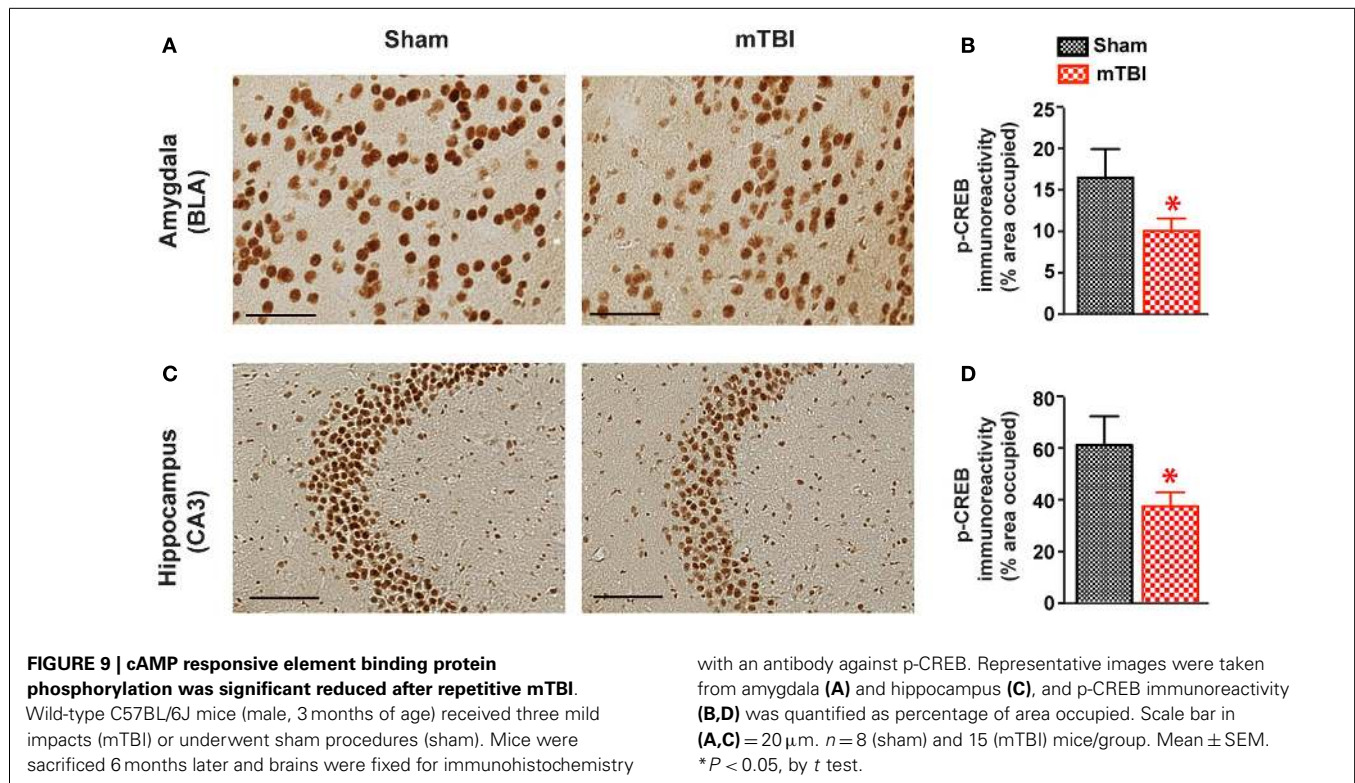 A
Sham
mTBI
B
Sham
mTBI
Amygdala
(BLA)
p-CREB
immunoreactivity
(% area occupied)
25
20
15
10
5
0
*
C
D
Hippocampus
(CA3)
p-CREB
immunoreactivity
(% area occupied)
80
60
40
20
0
*
FIGURE 9 | cAMP responsive element binding protein
phosphorylation was significant reduced after repetitive mTBI.
Wild-type C57BL/6J mice (male, 3 months of age) received three mild
impacts (mTBI) or underwent sham procedures (sham). Mice were
sacrificed 6 months later and brains were fixed for immunohistochemistry
with an antibody against p-CREB. Representative images were taken
from amygdala (A) and hippocampus (C), and p-CREB immunoreactivity
(B,D) was quantified as percentage of area occupied. Scale bar in
(A,C) = 20 μm. n = 8 (sham) and 15 (mTBI) mice/group. Mean ± SEM.
*P < 0.05, by t test.